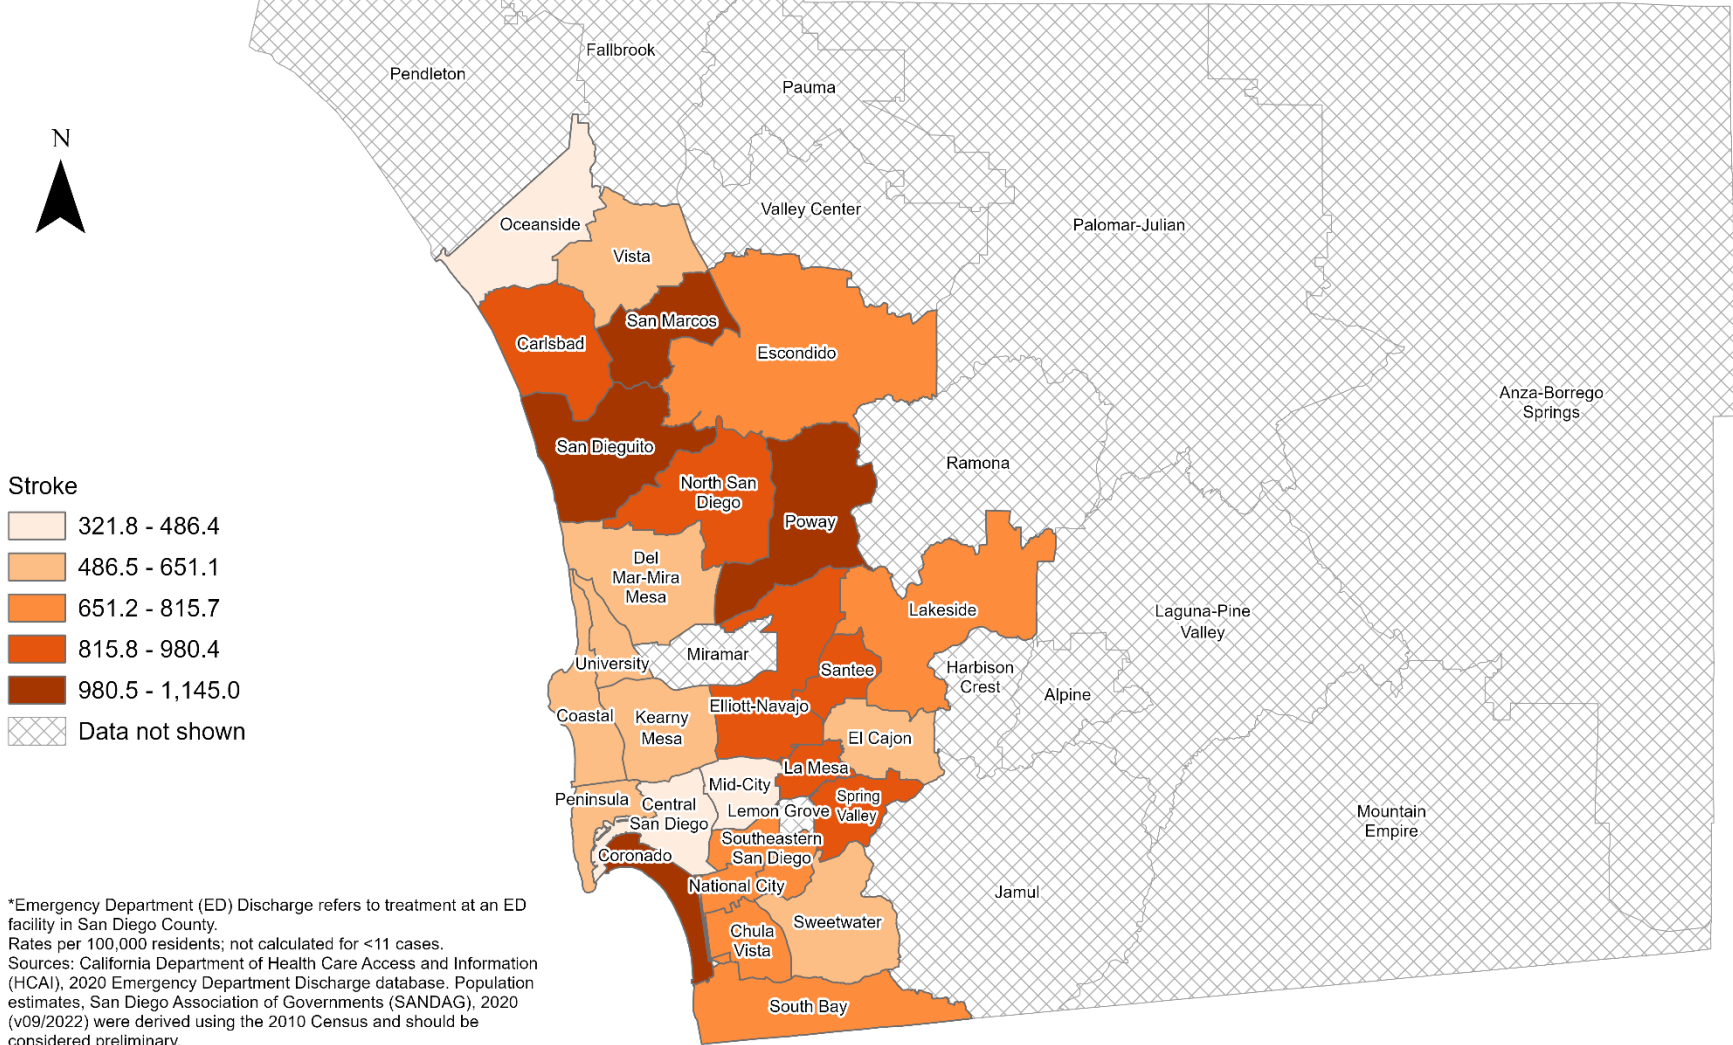 Fallbrook
Pendleton
Pauma
N
Valley Center
Oceanside
Palomar-Julian
Vista
San Marcos
Carlsbad
Escondido
Anza-Borrego
Springs
San Dieguito
Ramona
North San
Diego
Poway
Stroke
321.8 - 486.4
486.5 - 651.1
651.2 - 815.7
815.8 - 980.4
980.5 - 1,145.0
Data not shown
Del
Mar-Mira
Mesa
Lakeside
Laguna-Pine
Valley
Miramar
University
Santee
Harbison
Crest
Alpine
Elliott-Navajo
Coastal
Kearny
Mesa
El Cajon
La Mesa
Mid-City
Peninsula
Central
San Diego
Spring
Valley
Lemon Grove
Mountain
Empire
Southeastern
San Diego
Coronado
National City
Jamul
Sweetwater
Chula
Vista
South Bay
*Emergency Department (ED) Discharge refers to treatment at an ED
facility in San Diego County.
Rates per 100,000 residents; not calculated for <11 cases.
Sources: California Department of Health Care Access and Information
(HCAI), 2020 Emergency Department Discharge database. Population
estimates, San Diego Association of Governments (SANDAG), 2020
(v09/2022) were derived using the 2010 Census and should be
considered preliminary.